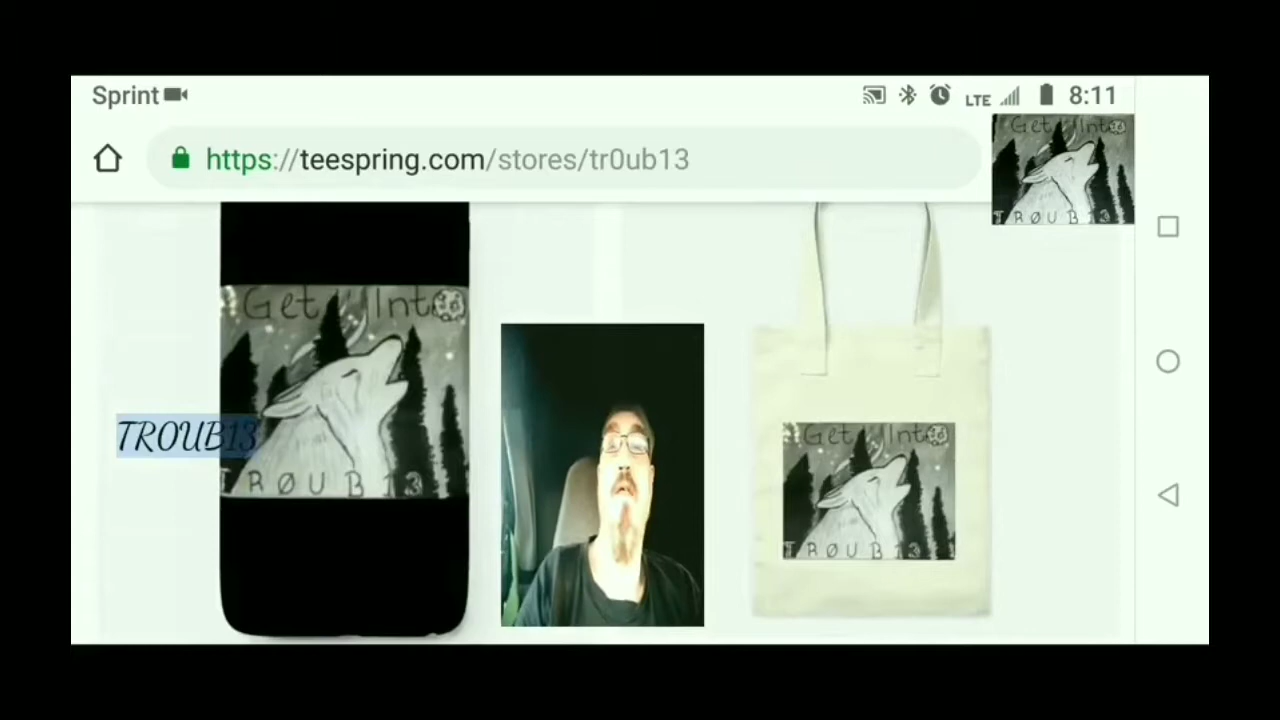 Sprint
LTE 8:11
https://teespring.com/stores/tr0ub13
Get Into
TRØUB13
Get Into
TRØUB13
TROUB13
Get Into
TRØUB13